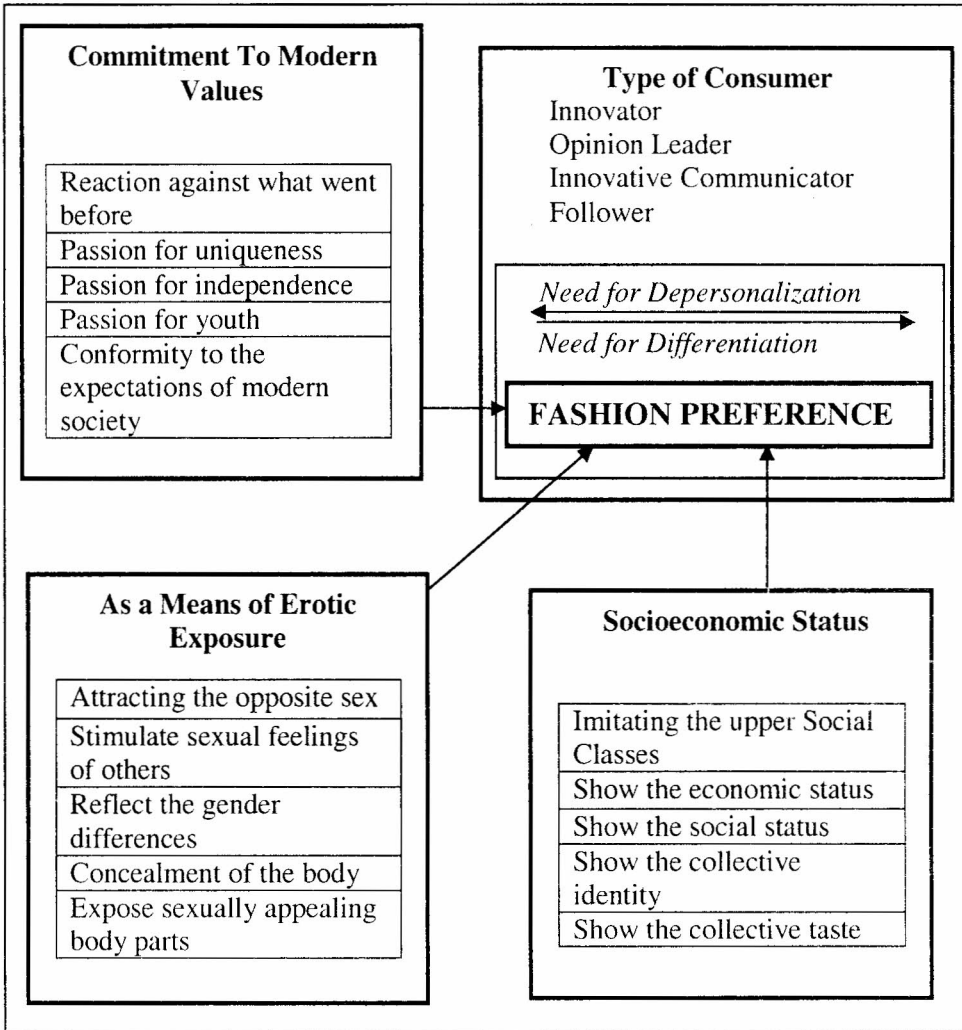 Commitment To Modern
Values
Reaction against what went
before
Passion for uniqueness
Passion for independence
Passion for youth
Conformity to the
expectations of modern
society
Type of Consumer
Innovator
Opinion Leader
Innovative Communicator
Follower
Need for Depersonalization
Need for Differentiation
FASHION PREFERENCE
As a Means of Erotic
Exposure
Attracting the opposite sex
Stimulate sexual feelings
of others
Reflect the gender
differences
Concealment of the body
Expose sexually appealing
body parts
Socioeconomic Status
Imitating the upper Social
Classes
Show the economic status
Show the social status
Show the collective
identity
Show the collective taste